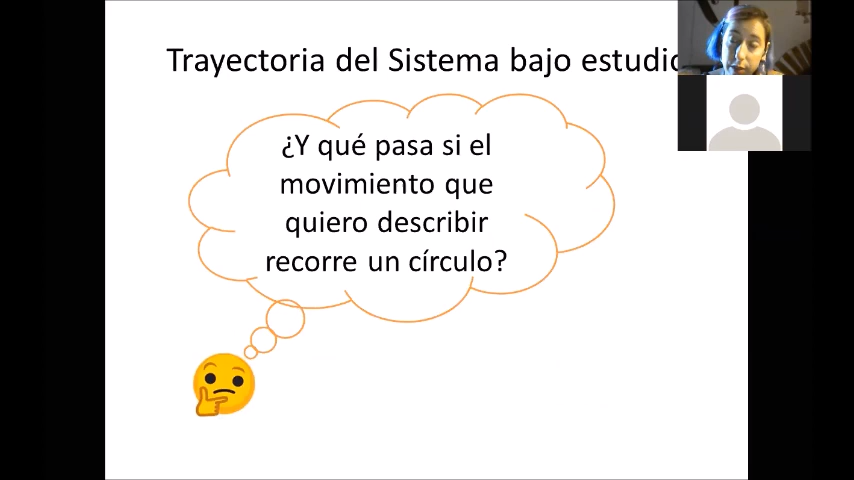 Trayectoria del Sistema bajo estudio
¿Y qué pasa si el
movimiento que
quiero describir
recorre un círculo?